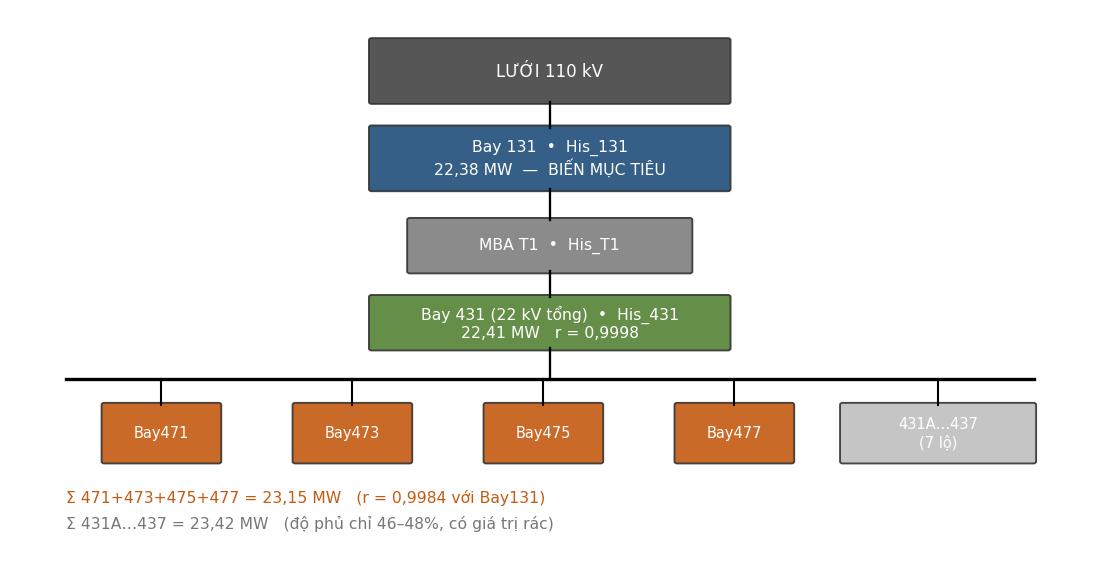 LƯỚI 110 kV
Bay 131 • His_131
22,38 MW — BIẾN MỤC TIÊU
MBA T1 • His_T1
Bay 431 (22 kV tổng) • His_431
22,41 MW r = 0,9998
Bay471
Bay473
Bay475
Bay477
431A...437
(7 lộ)
Σ 471+473+475+477 = 23,15 MW (r = 0,9984 với Bay131)
Σ 431A...437 = 23,42 MW (độ phủ chỉ 46–48%, có giá trị rác)